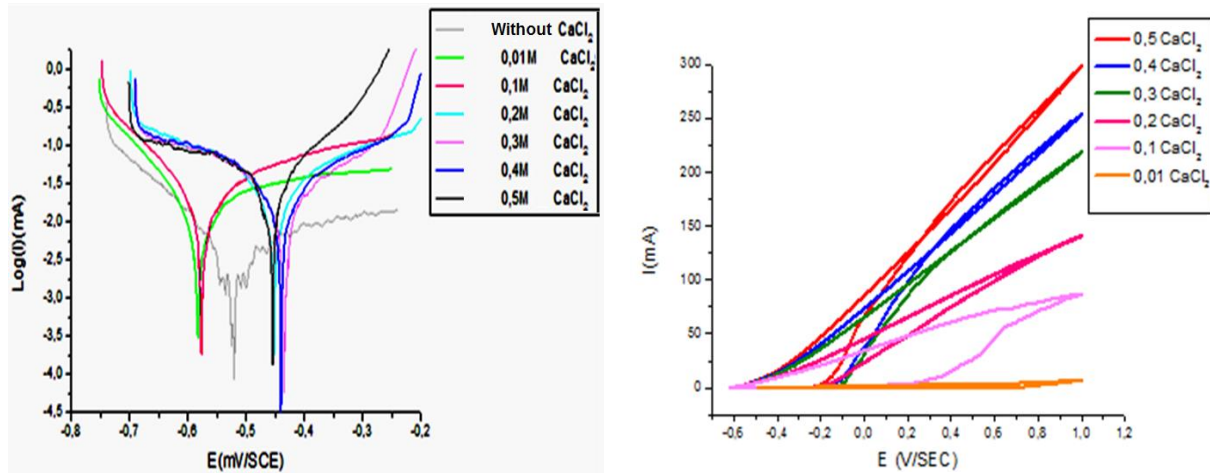 Without CaCl₂
0,01M CaCl₂
0,1M CaCl₂
0,2M CaCl₂
0,3M CaCl₂
0,4M CaCl₂
0,5M CaCl₂
Log(I)(mA)
0,0
-0,5
-1,0
-1,5
-2,0
-2,5
-3,0
-3,5
-4,0
-4,5
-0,8 -0,7 -0,6 -0,5 -0,4 -0,3 -0,2
E(mV/SCE)
0,5 CaCl₂
0,4 CaCl₂
0,3 CaCl₂
0,2 CaCl₂
0,1 CaCl₂
0,01 CaCl₂
I(mA)
300
250
200
150
100
50
0
-0,6 -0,4 -0,2 0,0 0,2 0,4 0,6 0,8 1,0 1,2
E (V/SEC)